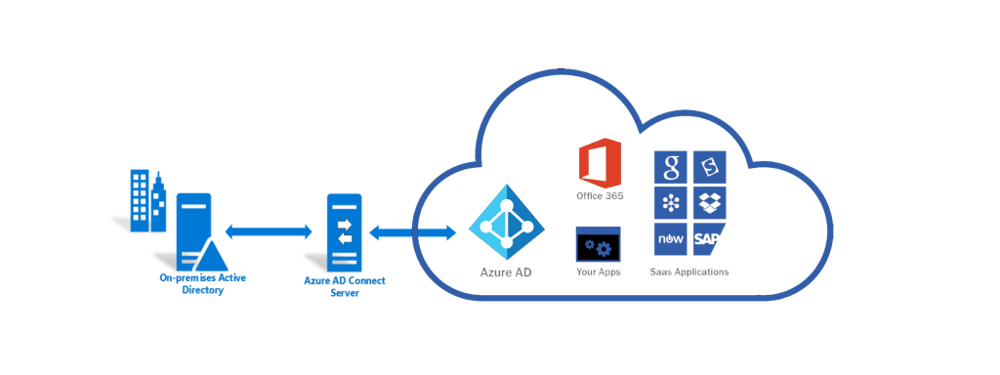 Office 365
g
S
now
SAP
Azure AD
Your Apps
Saas Applications
On-premises Active
Directory
Azure AD Connect
Server